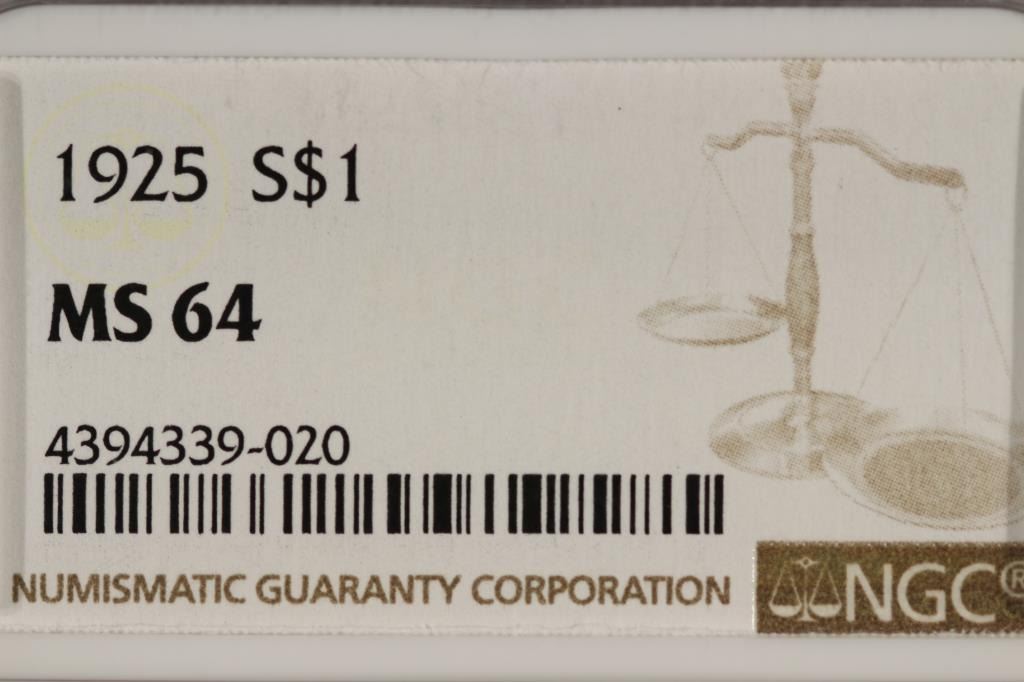 1925 S$1
MS 64
4394339-020
NUMISMATIC GUARANTY CORPORATION
NGC®